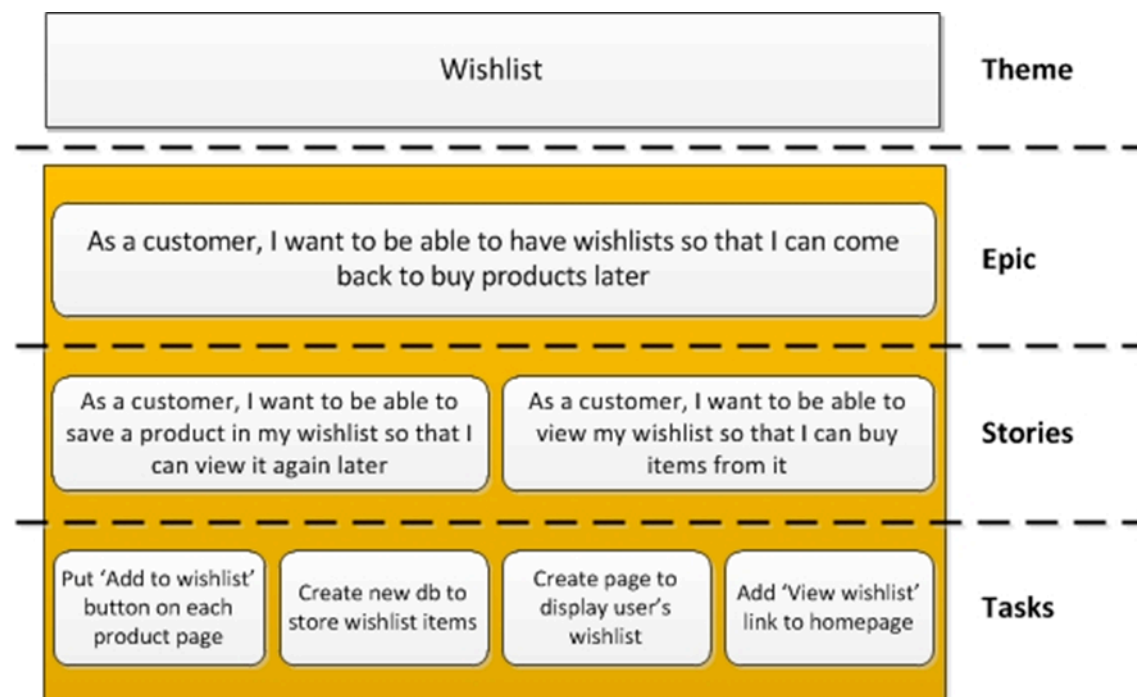 Wishlist
Theme
As a customer, I want to be able to have wishlists so that I can come
back to buy products later
Epic
As a customer, I want to be able to
save a product in my wishlist so that I
can view it again later
As a customer, I want to be able to
view my wishlist so that I can buy
items from it
Stories
Put ‘Add to wishlist’
button on each
product page
Create new db to
store wishlist items
Create page to
display user’s
wishlist
Add ‘View wishlist’
link to homepage
Tasks